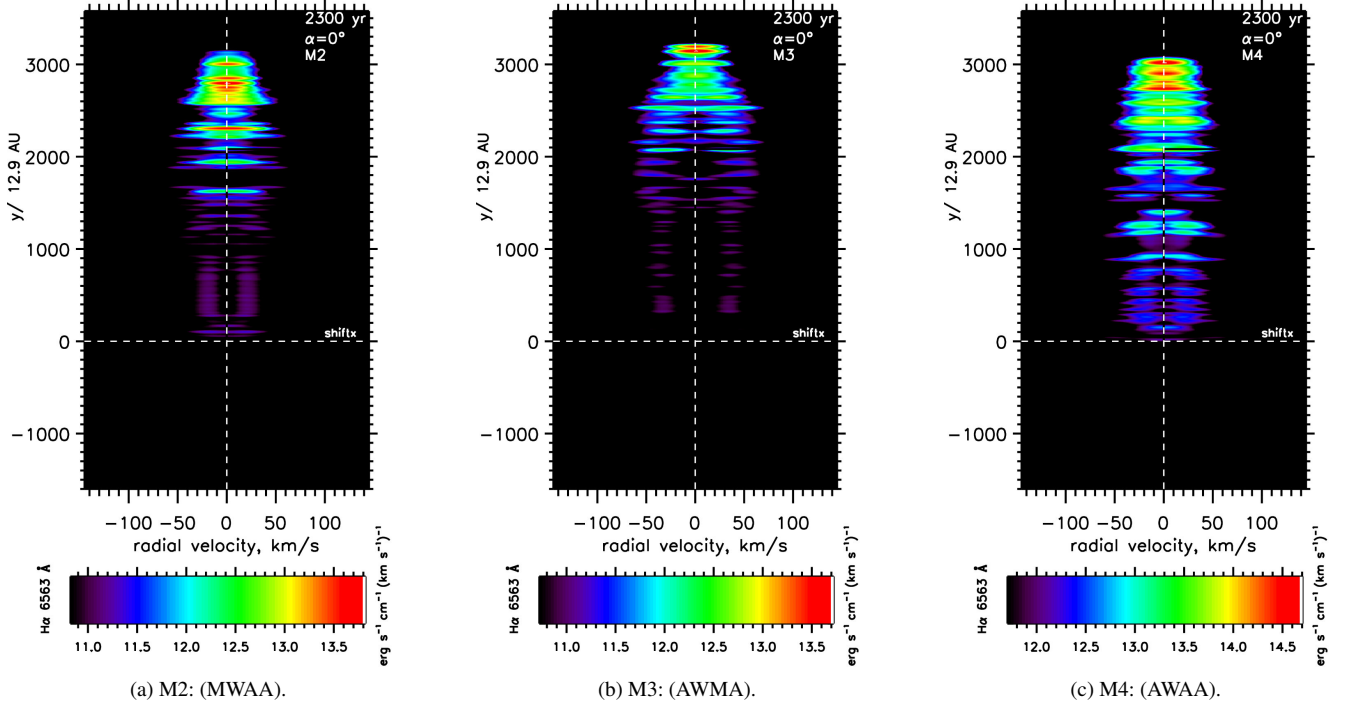 2300 yr
α=0°
M2
3000
2000
1000
0
−1000
y/ 12.9 AU
shiftx
−100 −50 0 50 100
radial velocity, km/s
Hα 6563 Å
11.0 11.5 12.0 12.5 13.0 13.5
erg s⁻¹ cm⁻¹ (km s⁻¹)⁻¹
(a) M2: (MWAA).
2300 yr
α=0°
M3
3000
2000
1000
0
−1000
y/ 12.9 AU
shiftx
−100 −50 0 50 100
radial velocity, km/s
Hα 6563 Å
11.0 11.5 12.0 12.5 13.0 13.5
erg s⁻¹ cm⁻¹ (km s⁻¹)⁻¹
(b) M3: (AWMA).
2300 yr
α=0°
M4
3000
2000
1000
0
−1000
y/ 12.9 AU
shiftx
−100 −50 0 50 100
radial velocity, km/s
Hα 6563 Å
12.0 12.5 13.0 13.5 14.0 14.5
erg s⁻¹ cm⁻¹ (km s⁻¹)⁻¹
(c) M4: (AWAA).